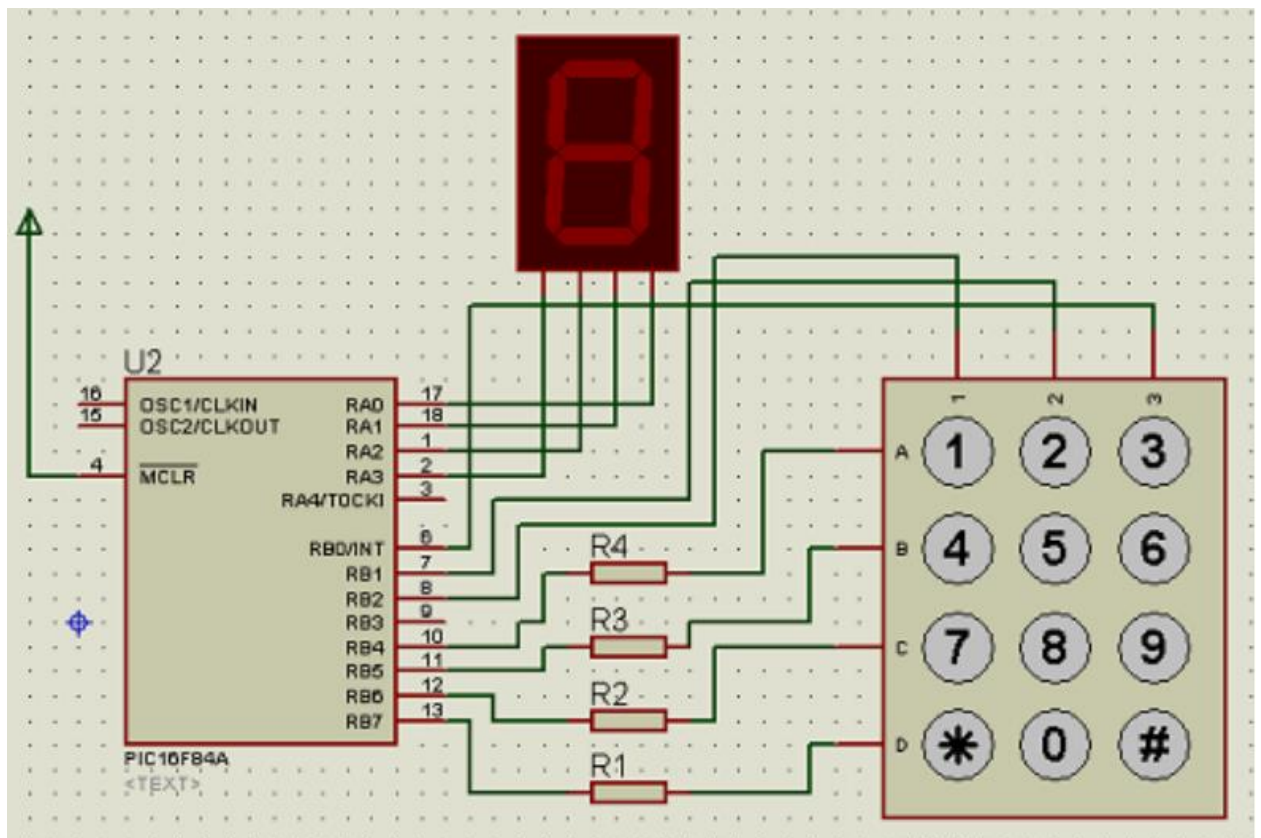 U2
16 OSC1/CLKIN RA0 17
15 OSC2/CLKOUT RA1 18
RA2 1
4 MCLR RA3 2
RA4/T0CKI 3
RB0/INT 6
RB1 7
RB2 8
RB3 9
RB4 10
RB5 11
RB6 12
RB7 13
PIC16F84A
<TEXT>
R4
R3
R2
R1
1 2 3
A 1 2 3
B 4 5 6
C 7 8 9
D * 0 #